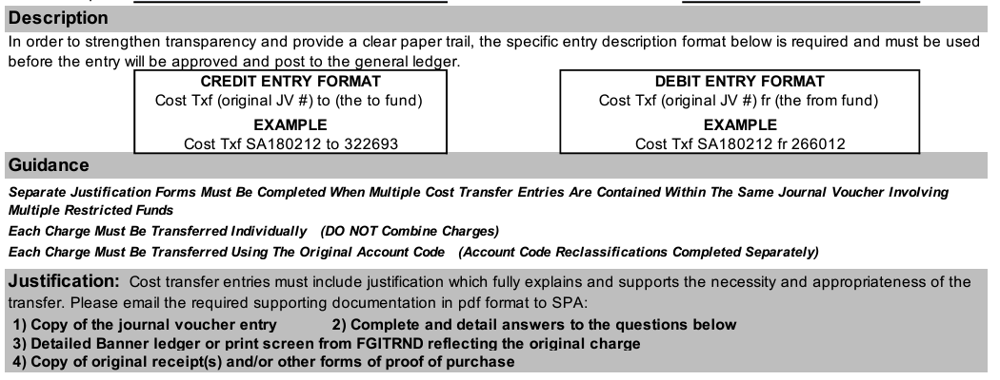 Description
In order to strengthen transparency and provide a clear paper trail, the specific entry description format below is required and must be used
before the entry will be approved and post to the general ledger.
CREDIT ENTRY FORMAT
Cost Txf (original JV #) to (the to fund)
EXAMPLE
Cost Txf SA180212 to 322693
DEBIT ENTRY FORMAT
Cost Txf (original JV #) fr (the from fund)
EXAMPLE
Cost Txf SA180212 fr 266012
Guidance
Separate Justification Forms Must Be Completed When Multiple Cost Transfer Entries Are Contained Within The Same Journal Voucher Involving
Multiple Restricted Funds
Each Charge Must Be Transferred Individually (DO NOT Combine Charges)
Each Charge Must Be Transferred Using The Original Account Code (Account Code Reclassifications Completed Separately)
Justification: Cost transfer entries must include justification which fully explains and supports the necessity and appropriateness of the
transfer. Please email the required supporting documentation in pdf format to SPA:
1) Copy of the journal voucher entry 2) Complete and detail answers to the questions below
3) Detailed Banner ledger or print screen from FGITRND reflecting the original charge
4) Copy of original receipt(s) and/or other forms of proof of purchase